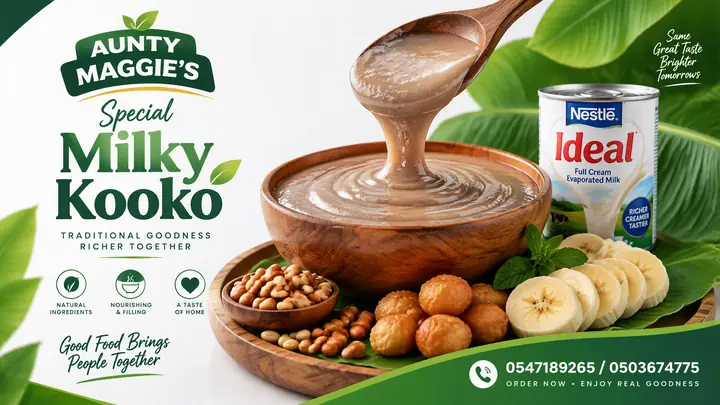 AUNTY
MAGGIE'S
Special
Milky
Kooko
TRADITIONAL GOODNESS
RICHER TOGETHER
NATURAL
INGREDIENTS
NOURISHING
& FILLING
A TASTE
OF HOME
Good Food Brings
People Together
Same
Great Taste
Brighter
Tomorrows
Nestlé.
Ideal
Full Cream
Evaporated Milk
RICHER
CREAMIER
TASTIER
0547189265 / 0503674775
ORDER NOW • ENJOY REAL GOODNESS